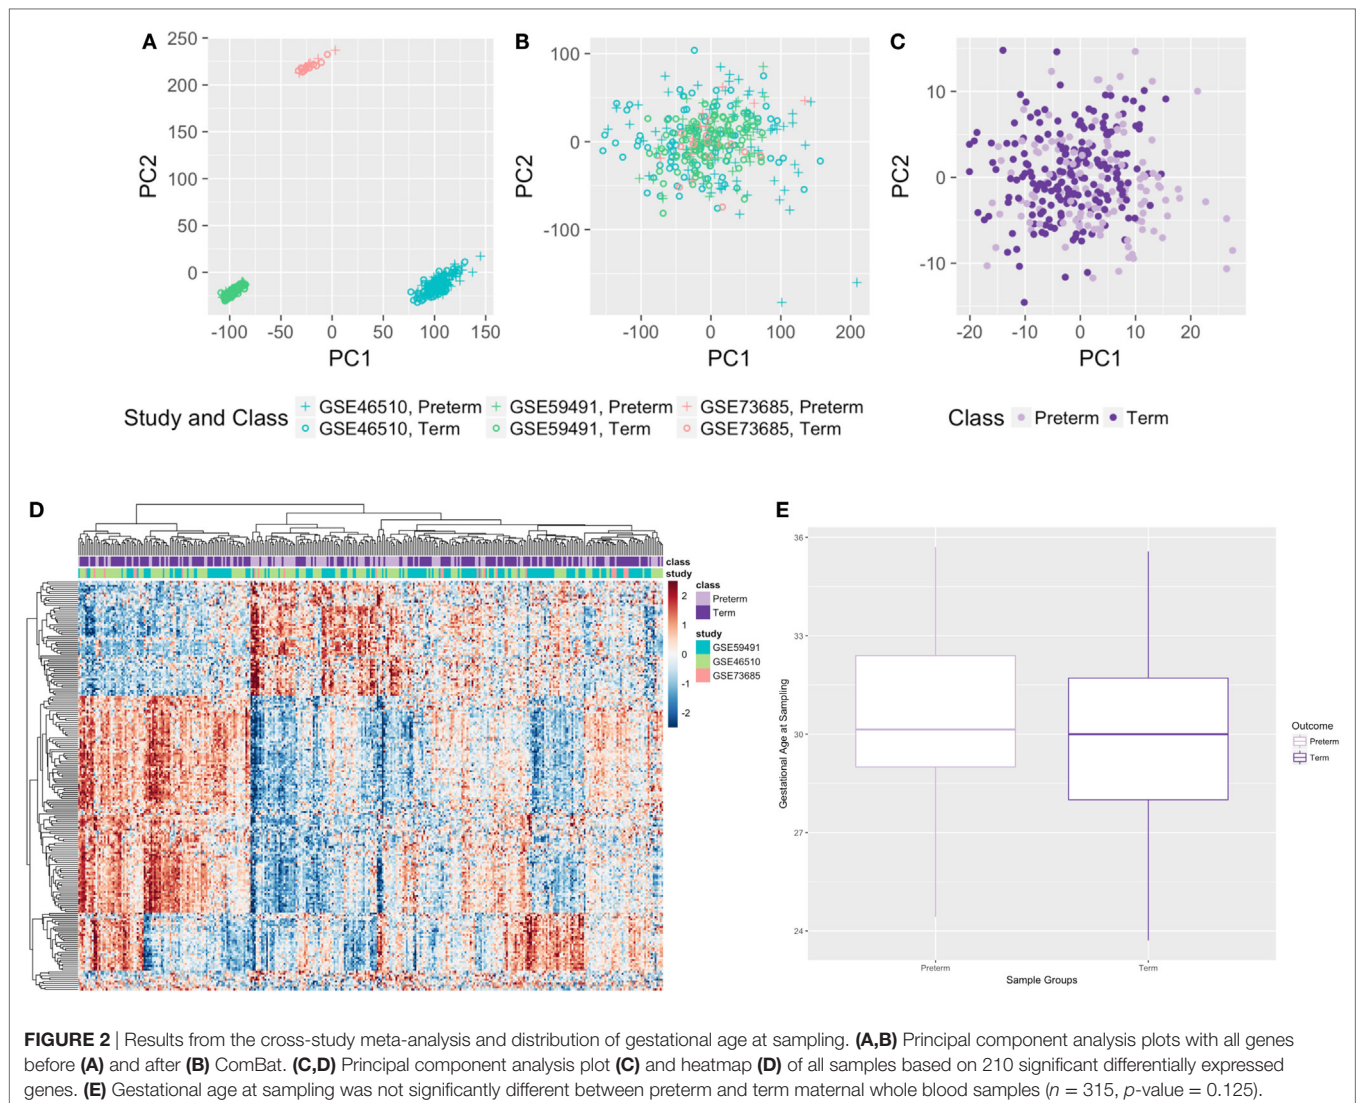 A
B
C
250
200
150
250
100
50
0
PC2
-100
-50
0
50
100
150
PC1
100
0
-100
PC2
-100
0
100
200
PC1
10
0
-10
PC2
-20
-10
0
10
20
PC1
Study and Class
GSE46510, Preterm
GSE59491, Preterm
GSE73685, Preterm
GSE46510, Term
GSE59491, Term
GSE73685, Term
Class
Preterm
Term
D
class
study
class
Preterm
Term
study
GSE59491
GSE46510
GSE73685
2
1
0
-1
-2
E
36
33
30
27
24
Gestational Age at Sampling
Preterm
Term
Sample Groups
Outcome
Preterm
Term
FIGURE 2 | Results from the cross-study meta-analysis and distribution of gestational age at sampling. (A,B) Principal component analysis plots with all genes
before (A) and after (B) ComBat. (C,D) Principal component analysis plot (C) and heatmap (D) of all samples based on 210 significant differentially expressed
genes. (E) Gestational age at sampling was not significantly different between preterm and term maternal whole blood samples (n = 315, p-value = 0.125).